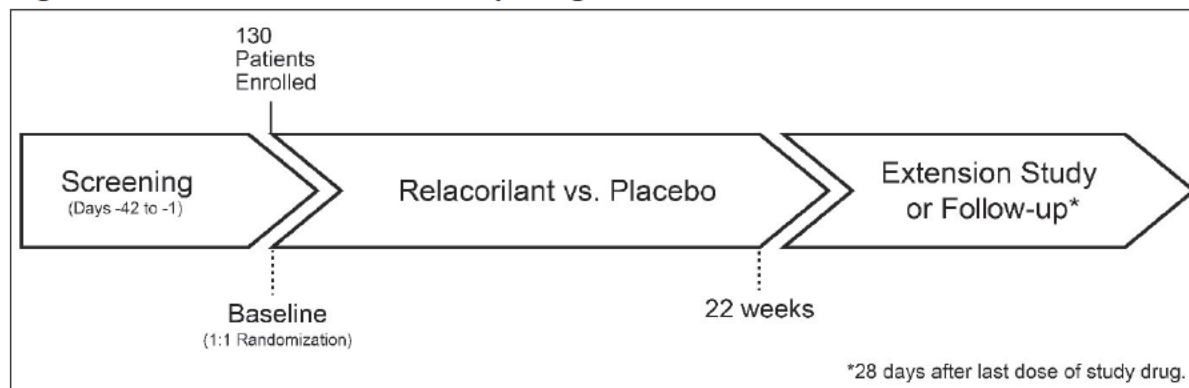 130
Patients
Enrolled
Screening
(Days -42 to -1)
Relacorilant vs. Placebo
Extension Study
or Follow-up*
Baseline
(1:1 Randomization)
22 weeks
*28 days after last dose of study drug.